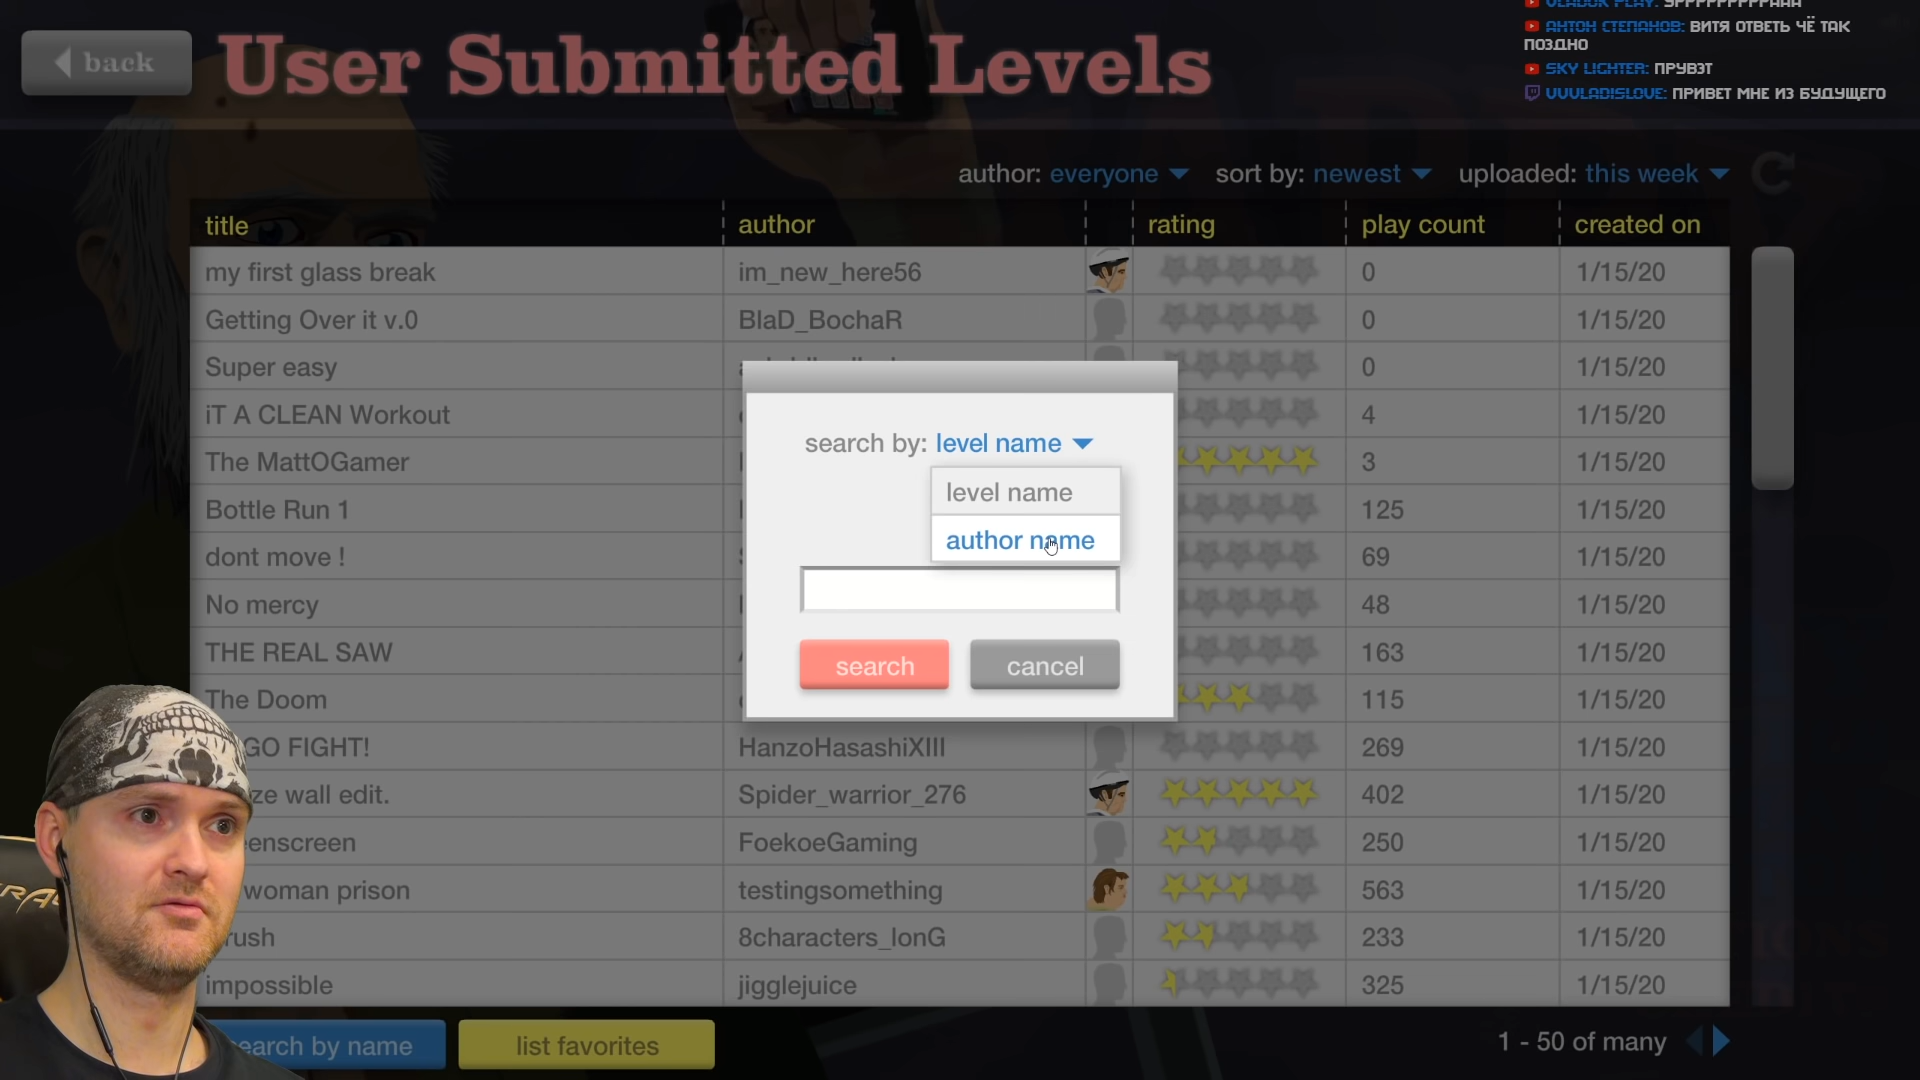 back
User Submitted Levels
АНТОН СТЕПАНОВ: ВИТЯ ОТВЕТЬ ЧЁ ТАК
ПОЗДНО
SKY LIGHTER: ПРУВЭТ
UUULADISLOVE: ПРИВЕТ МНЕ ИЗ БУДУЩЕГО
author: everyone sort by: newest uploaded: this week
title author rating play count created on
my first glass break im_new_here56 0 1/15/20
Getting Over it v.0 BlaD_BochaR 0 1/15/20
Super easy 0 1/15/20
iT A CLEAN Workout 4 1/15/20
The MattOGamer 3 1/15/20
Bottle Run 1 125 1/15/20
dont move ! 69 1/15/20
No mercy 48 1/15/20
THE REAL SAW 163 1/15/20
The Doom 115 1/15/20
GO FIGHT! HanzoHasashiXIII 269 1/15/20
ze wall edit. Spider_warrior_276 402 1/15/20
enscreen FoekoeGaming 250 1/15/20
woman prison testingsomething 563 1/15/20
rush 8characters_lonG 233 1/15/20
impossible jigglejuice 325 1/15/20
search by: level name
level name
author name
search cancel
earch by name list favorites 1 - 50 of many